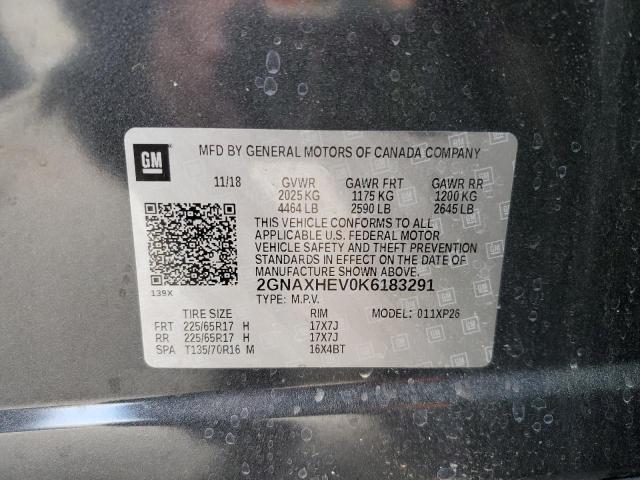 GM MFD BY GENERAL MOTORS OF CANADA COMPANY
11/18 GVWR GAWR FRT GAWR RR
2025 KG 1175 KG 1200 KG
4464 LB 2590 LB 2645 LB
THIS VEHICLE CONFORMS TO ALL
APPLICABLE U.S. FEDERAL MOTOR
VEHICLE SAFETY AND THEFT PREVENTION
STANDARDS IN EFFECT ON THE DATE OF
MANUFACTURE SHOWN ABOVE.
2GNAXHEV0K6183291
139X
TYPE: M.P.V.
TIRE SIZE RIM MODEL: 011XP26
FRT 225/65R17 H 17X7J
RR 225/65R17 H 17X7J
SPA T135/70R16 M 16X4BT